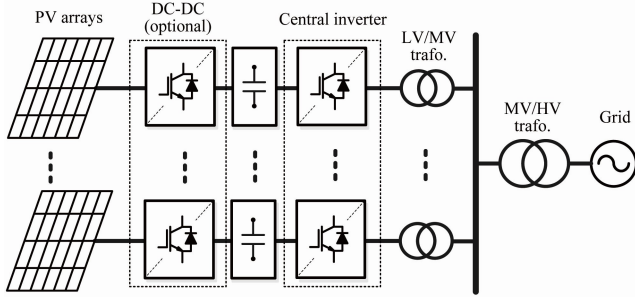 PV arrays
DC-DC
(optional)
Central inverter
LV/MV
trafo.
MV/HV
trafo.
Grid